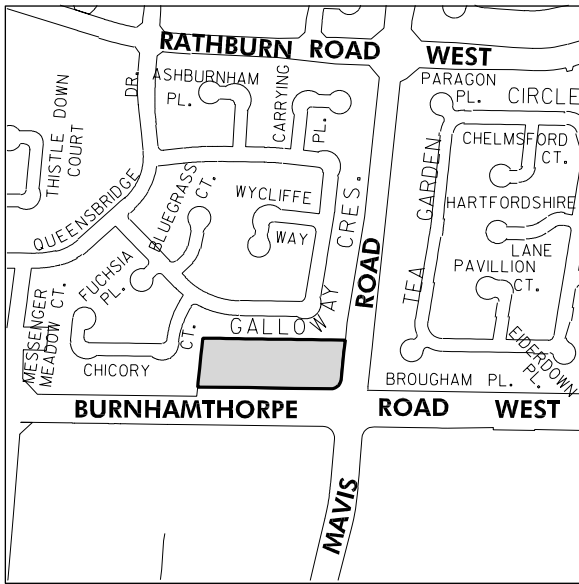 RATHBURN ROAD WEST
DR.
ASHBURNHAM
PL.
CARRYING
PL.
PARAGON
PL.
CIRCLE
THISTLE DOWN
COURT
CHELMSFORD
CT.
QUEENSBRIDGE
BLUEGRASS
CT.
WYCLIFFE
WAY
GALLOWAY CRES.
TEA GARDEN
HARTFORDSHIRE
LANE
PAVILLION
CT.
FUCHSIA
PL.
MESSENGER
MEADOW CT.
CHICORY
CT.
EIDERDOWN
PL.
BROUGHAM PL.
BURNHAMTHORPE ROAD WEST
MAVIS ROAD